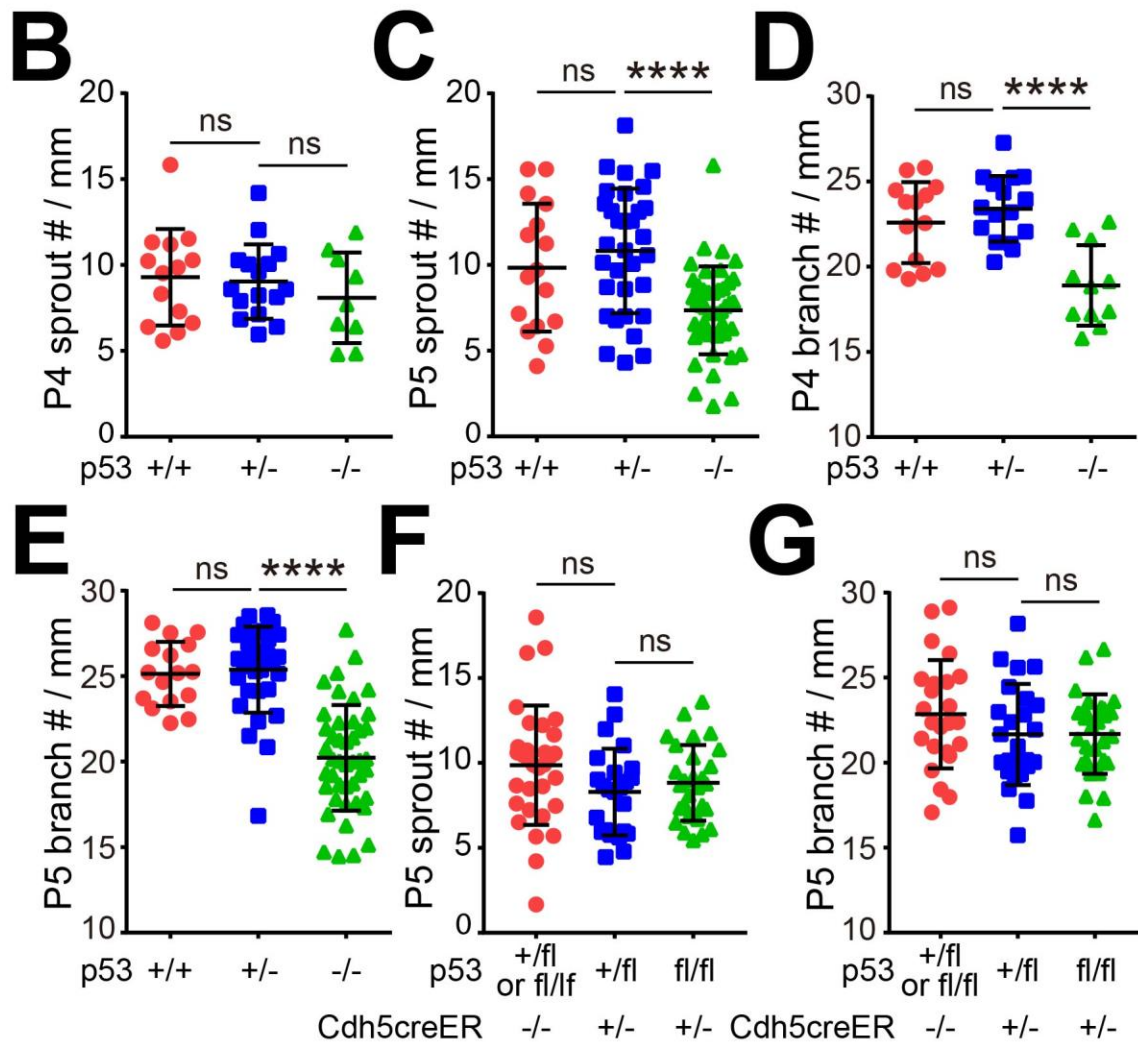 B
ns
ns
P4 sprout # / mm
20
15
10
5
0
p53 +/+ +/- -/-
C
ns
****
P5 sprout # / mm
20
15
10
5
0
p53 +/+ +/- -/-
D
ns
****
P4 branch # / mm
30
25
20
15
10
p53 +/+ +/- -/-
E
ns
****
P5 branch # / mm
30
25
20
15
10
p53 +/+ +/- -/-
F
ns
ns
P5 sprout # / mm
20
15
10
5
0
p53 +/fl +/fl fl/fl
or fl/lf
Cdh5creER -/- +/- +/-
G
ns
ns
P5 branch # / mm
30
25
20
15
10
p53 +/fl +/fl fl/fl
or fl/fl
Cdh5creER -/- +/- +/-